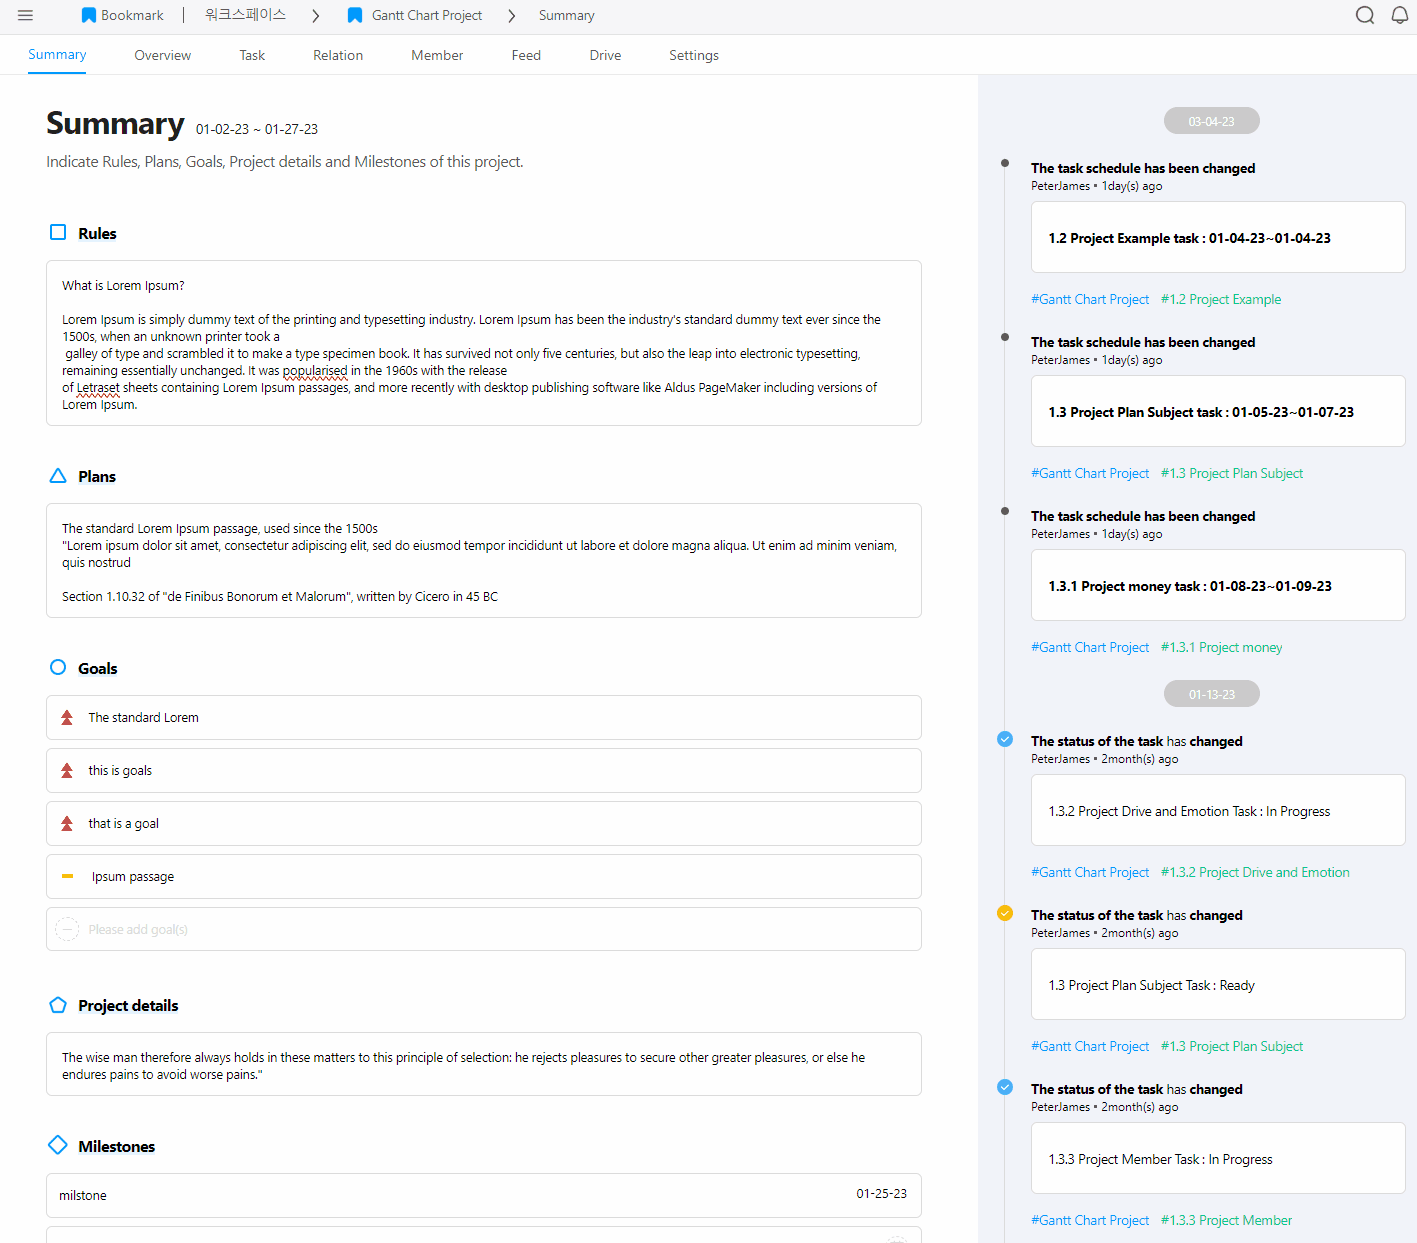 Bookmark | 워크스페이스 > Gantt Chart Project > Summary
Summary Overview Task Relation Member Feed Drive Settings
Summary 01-02-23 ~ 01-27-23
Indicate Rules, Plans, Goals, Project details and Milestones of this project.
Rules
What is Lorem Ipsum?
Lorem Ipsum is simply dummy text of the printing and typesetting industry. Lorem Ipsum has been the industry's standard dummy text ever since the
1500s, when an unknown printer took a
galley of type and scrambled it to make a type specimen book. It has survived not only five centuries, but also the leap into electronic typesetting,
remaining essentially unchanged. It was popularised in the 1960s with the release
of Letraset sheets containing Lorem Ipsum passages, and more recently with desktop publishing software like Aldus PageMaker including versions of
Lorem Ipsum.
Plans
The standard Lorem Ipsum passage, used since the 1500s
"Lorem ipsum dolor sit amet, consectetur adipiscing elit, sed do eiusmod tempor incididunt ut labore et dolore magna aliqua. Ut enim ad minim veniam,
quis nostrud
Section 1.10.32 of "de Finibus Bonorum et Malorum", written by Cicero in 45 BC
Goals
The standard Lorem
this is goals
that is a goal
Ipsum passage
Please add goal(s)
Project details
The wise man therefore always holds in these matters to this principle of selection: he rejects pleasures to secure other greater pleasures, or else he
endures pains to avoid worse pains."
Milestones
milstone 01-25-23
03-04-23
The task schedule has been changed
PeterJames • 1day(s) ago
1.2 Project Example task : 01-04-23~01-04-23
#Gantt Chart Project #1.2 Project Example
The task schedule has been changed
PeterJames • 1day(s) ago
1.3 Project Plan Subject task : 01-05-23~01-07-23
#Gantt Chart Project #1.3 Project Plan Subject
The task schedule has been changed
PeterJames • 1day(s) ago
1.3.1 Project money task : 01-08-23~01-09-23
#Gantt Chart Project #1.3.1 Project money
01-13-23
The status of the task has changed
PeterJames • 2month(s) ago
1.3.2 Project Drive and Emotion Task : In Progress
#Gantt Chart Project #1.3.2 Project Drive and Emotion
The status of the task has changed
PeterJames • 2month(s) ago
1.3 Project Plan Subject Task : Ready
#Gantt Chart Project #1.3 Project Plan Subject
The status of the task has changed
PeterJames • 2month(s) ago
1.3.3 Project Member Task : In Progress
#Gantt Chart Project #1.3.3 Project Member